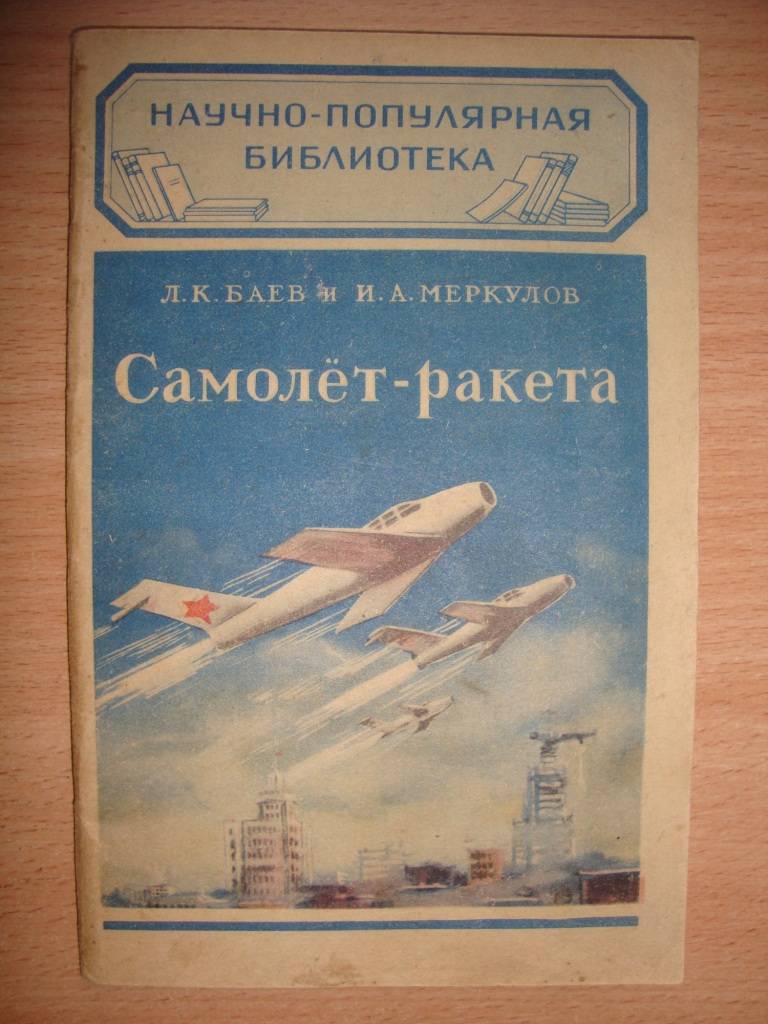 НАУЧНО-ПОПУЛЯРНАЯ
БИБЛИОТЕКА
Л. К. БАЕВ и И. А. МЕРКУЛОВ
Самолёт-ракета